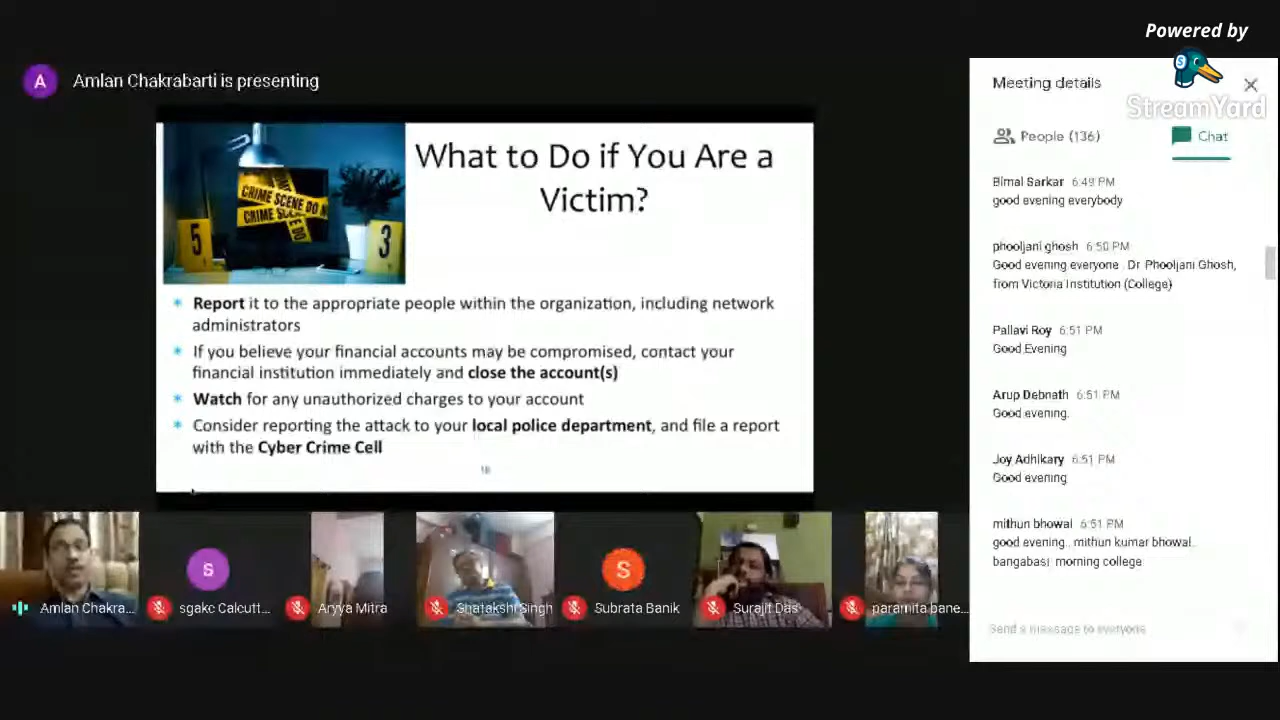 Powered by
StreamYard
A
Amlan Chakrabarti is presenting
What to Do if You Are a
Victim?
CRIME SCENE DO N
CRIME SC
5
3
* Report it to the appropriate people within the organization, including network
administrators
* If you believe your financial accounts may be compromised, contact your
financial institution immediately and close the account(s)
* Watch for any unauthorized charges to your account
* Consider reporting the attack to your local police department, and file a report
with the Cyber Crime Cell
Amlan Chakra...
S
sgakc Calcutt...
Aryya Mitra
Shatakshi Singh
S
Subrata Banik
Surajit Das
paramita bane...
Meeting details
People (136)
Chat
Bimal Sarkar 6:49 PM
good evening everybody
phooljani ghosh 6:50 PM
Good evening everyone . Dr Phooljani Ghosh,
from Victoria Institution (College)
Pallavi Roy 6:51 PM
Good Evening
Arup Debnath 6:51 PM
Good evening.
Joy Adhikary 6:51 PM
Good evening
mithun bhowal 6:51 PM
good evening.. mithun kumar bhowal.
bangabasi morning college
Send a message to everyone